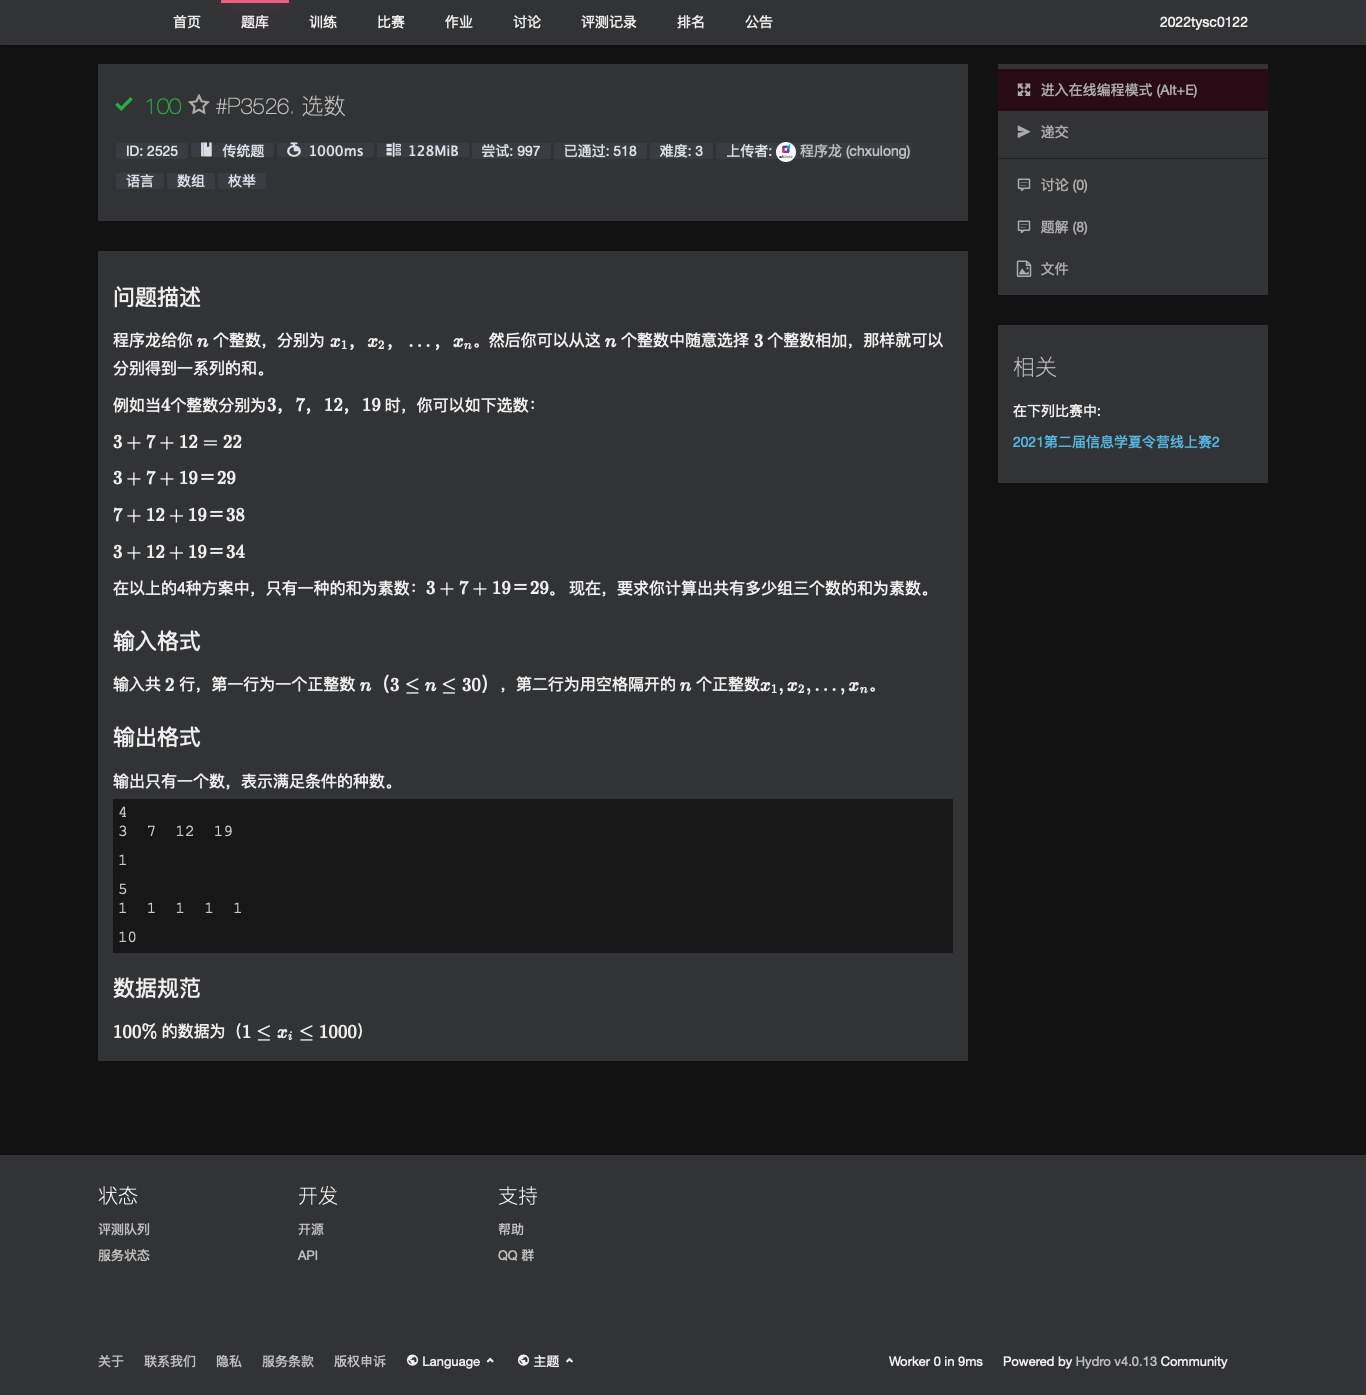 首页 题库 训练 比赛 作业 讨论 评测记录 排名 公告 2022tysc0122
100 #P3526. 选数
ID: 2525 传统题 1000ms 128MiB 尝试: 997 已通过: 518 难度: 3 上传者: 程序龙 (chxulong)
语言 数组 枚举
问题描述
程序龙给你 n 个整数，分别为 x₁， x₂， …， xₙ。然后你可以从这 n 个整数中随意选择 3 个整数相加，那样就可以
分别得到一系列的和。
例如当4个整数分别为3，7，12，19 时，你可以如下选数：
3 + 7 + 12 = 22
3 + 7 + 19＝29
7 + 12 + 19＝38
3 + 12 + 19＝34
在以上的4种方案中，只有一种的和为素数：3 + 7 + 19＝29。 现在，要求你计算出共有多少组三个数的和为素数。
输入格式
输入共 2 行，第一行为一个正整数 n（3 ≤ n ≤ 30），第二行为用空格隔开的 n 个正整数x₁, x₂, …, xₙ。
输出格式
输出只有一个数，表示满足条件的种数。
4
3 7 12 19
1
5
1 1 1 1 1
10
数据规范
100% 的数据为（1 ≤ xᵢ ≤ 1000）
进入在线编程模式 (Alt+E)
递交
讨论 (0)
题解 (8)
文件
相关
在下列比赛中:
2021第二届信息学夏令营线上赛2
状态 开发 支持
评测队列 开源 帮助
服务状态 API QQ 群
关于 联系我们 隐私 服务条款 版权申诉 Language 主题 Worker 0 in 9ms Powered by Hydro v4.0.13 Community